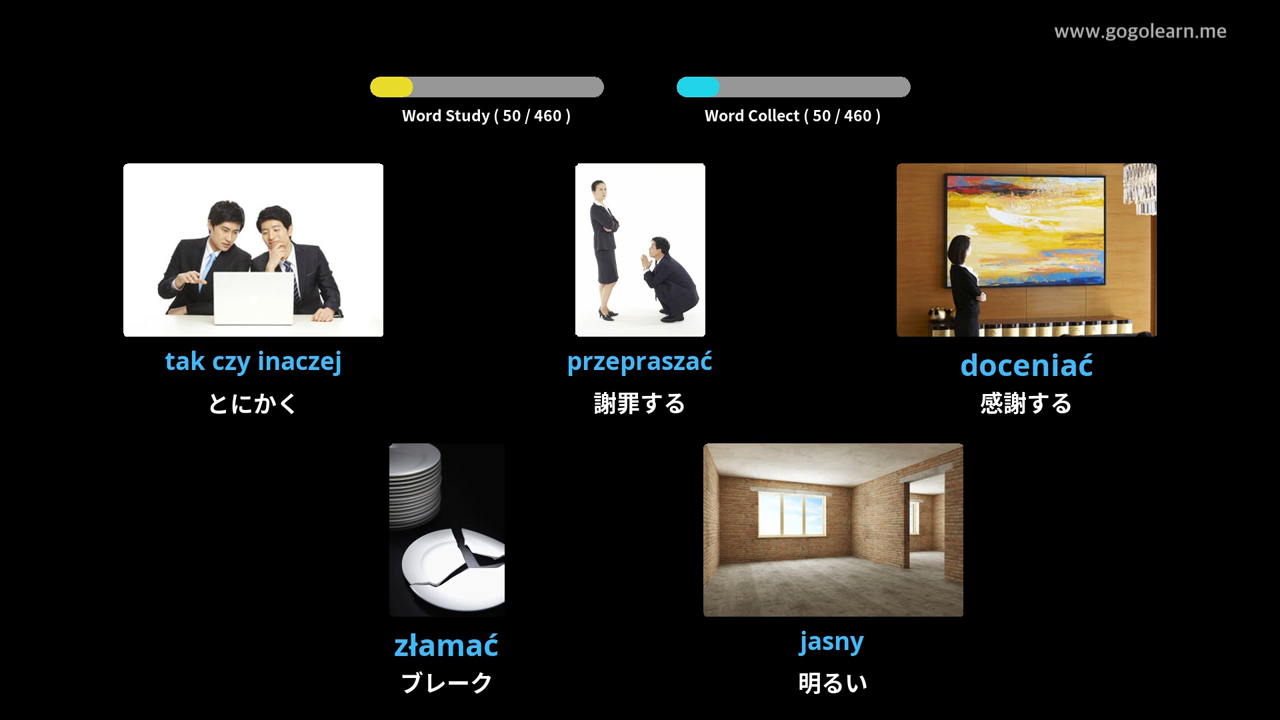 www.gogolearn.me
Word Study ( 50 / 460 )
Word Collect ( 50 / 460 )
tak czy inaczej
とにかく
przepraszać
謝罪する
doceniać
感謝する
złamać
ブレーク
jasny
明るい